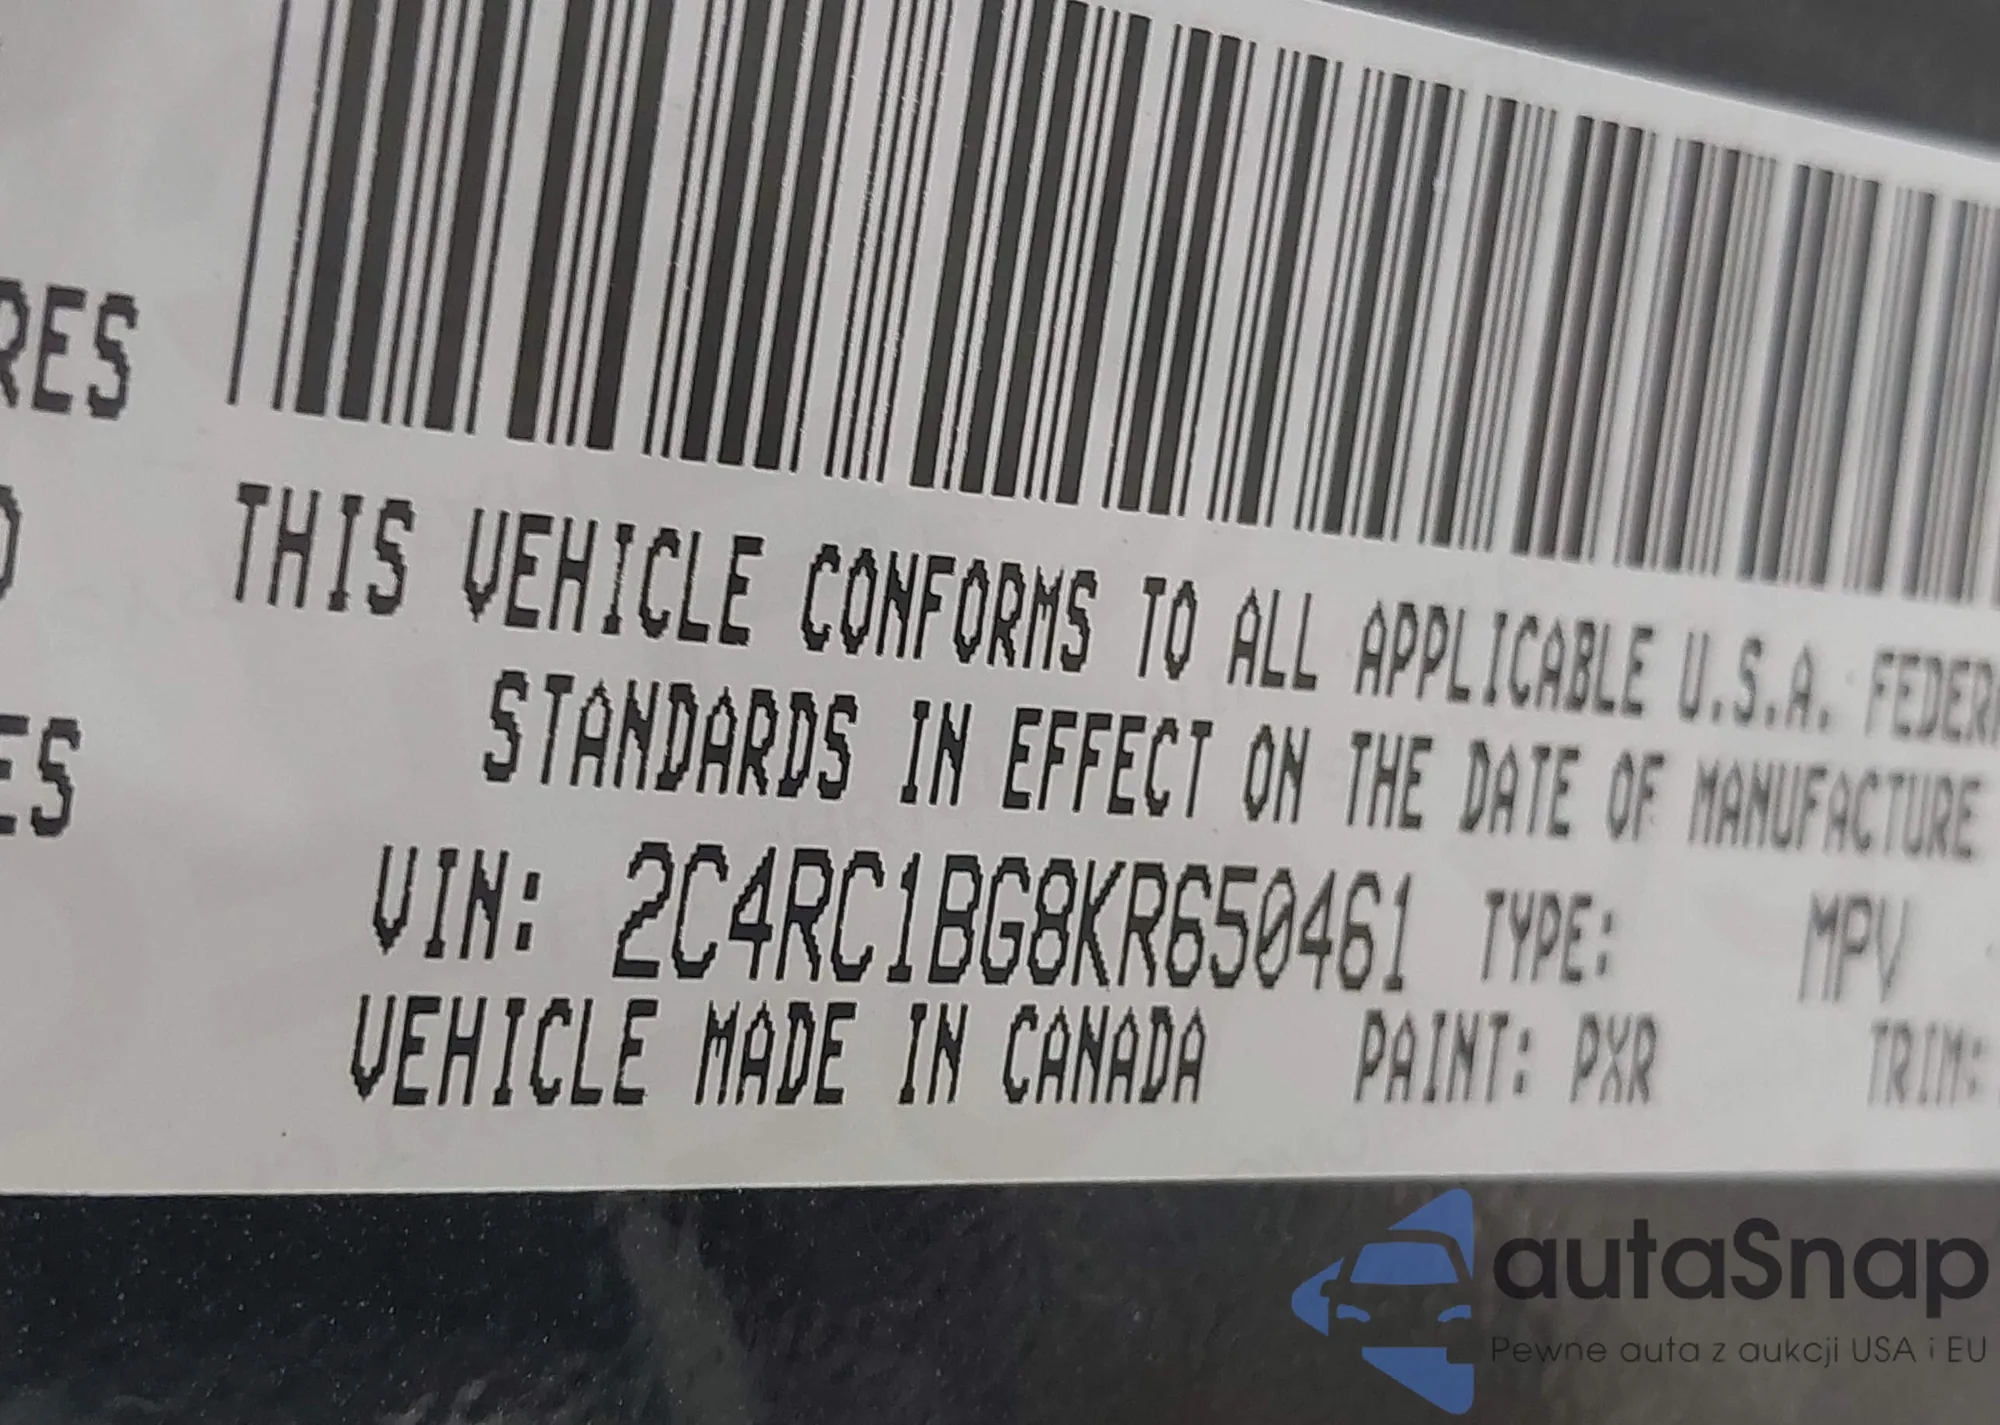 RES
THIS VEHICLE CONFORMS TO ALL APPLICABLE U.S.A. FEDER
STANDARDS IN EFFECT ON THE DATE OF MANUFACTURE
ES
VIN: 2C4RC1BG8KR650461 TYPE: MPV
VEHICLE MADE IN CANADA PAINT: PXR TRIM:
autaSnap
Pewne auta z aukcji USA i EU